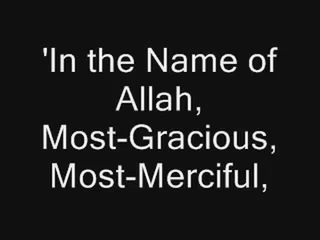 'In the Name of
Allah,
Most-Gracious,
Most-Merciful,